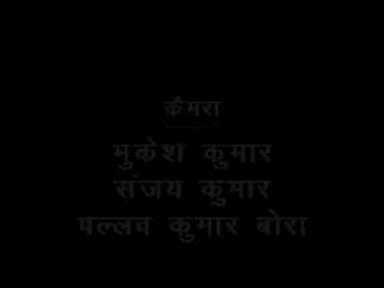 कैमरा
मुकेश कुमार
संजय कुमार
पल्लव कुमार बोरा